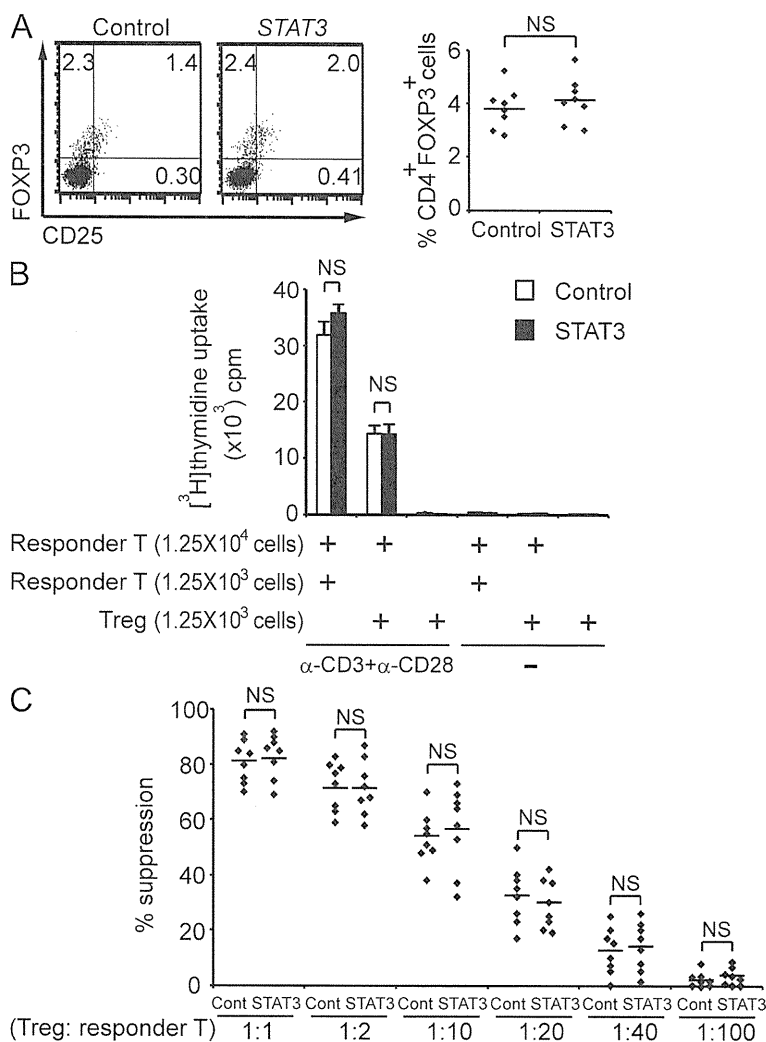 A
Control
STAT3
2.3
1.4
0.30
2.4
2.0
0.41
FOXP3
CD25
% CD4+FOXP3+ cells
6
4
2
0
NS
Control STAT3
B
[3H]thymidine uptake
(x10^3) cpm
40
30
20
10
0
NS
NS
Control
STAT3
Responder T (1.25X10^4 cells) + + + +
Responder T (1.25X10^3 cells) + +
Treg (1.25X10^3 cells) + + + +
α-CD3+α-CD28 −
C
% suppression
100
80
60
40
20
0
NS
NS
NS
NS
NS
NS
Cont STAT3 Cont STAT3 Cont STAT3 Cont STAT3 Cont STAT3 Cont STAT3
(Treg: responder T) 1:1 1:2 1:10 1:20 1:40 1:100